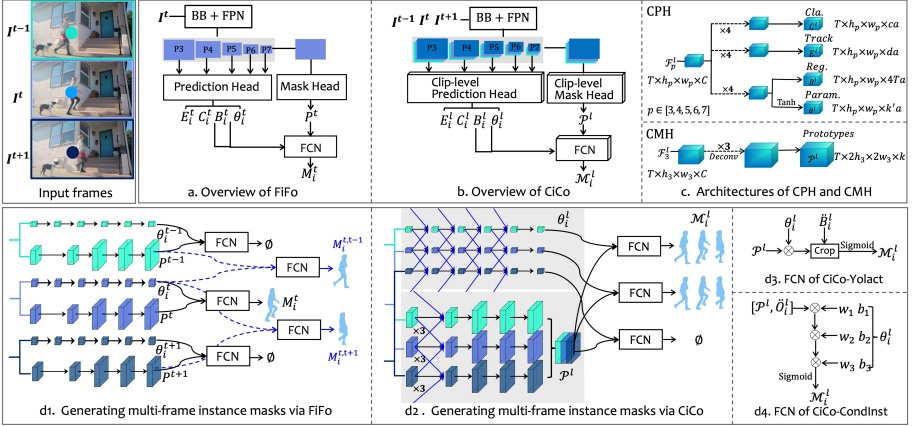 I^{t-1}
I^t
I^{t+1}
Input frames
I^t
BB + FPN
P3 P4 P5 P6 P7
Prediction Head
Mask Head
E_i^t C_i^t B_i^t θ_i^t
P^t
FCN
M_i^t
a. Overview of FiFo
I^{t-1} I^t I^{t+1}
BB + FPN
P3 P4 P5 P6 P7
Clip-level
Prediction Head
Clip-level
Mask Head
E_i^l C_i^l B_i^l θ_i^l
𝒫^l
FCN
ℳ_i^l
b. Overview of CiCo
CPH
ℱ_p^l
T×h_p×w_p×C
p ∈ [3, 4, 5, 6, 7]
×4
Cla.
C^l
T×h_p×w_p×ca
×4
Track
E^l
T×h_p×w_p×da
×4
Reg.
B^l
T×h_p×w_p×4Ta
Tanh
Param.
θ^l
T×h_p×w_p×k'a
CMH
Prototypes
ℱ_3^l
×3
Deconv
𝒫^l
T×2h_3×2w_3×k
T×h_3×w_3×C
c. Architectures of CPH and CMH
θ_i^{t-1}
P^{t-1}
FCN
∅
FCN
M_i^{t,t-1}
θ_i^t
P^t
FCN
M_i^t
FCN
M_i^{t,t+1}
θ_i^{t+1}
P^{t+1}
FCN
∅
d1. Generating multi-frame instance masks via FiFo
θ_i^l
ℳ_i^l
FCN
FCN
FCN
∅
×3
×3
×3
𝒫^l
d2. Generating multi-frame instance masks via CiCo
θ_i^l
B̈_i^l
𝒫^l
Crop
Sigmoid
ℳ_i^l
d3. FCN of CiCo-Yolact
[𝒫^l, Ö_i^l]
w_1 b_1
w_2 b_2
θ_i^l
w_3 b_3
Sigmoid
ℳ_i^l
d4. FCN of CiCo-CondInst